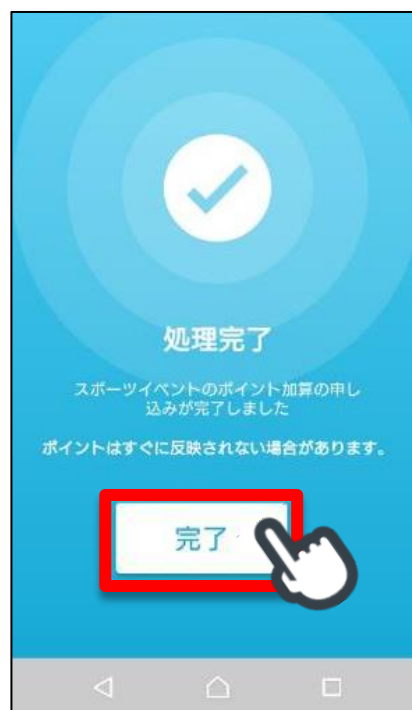 処理完了
スポーツイベントのポイント加算の申し
込みが完了しました
ポイントはすぐに反映されない場合があります。
完了